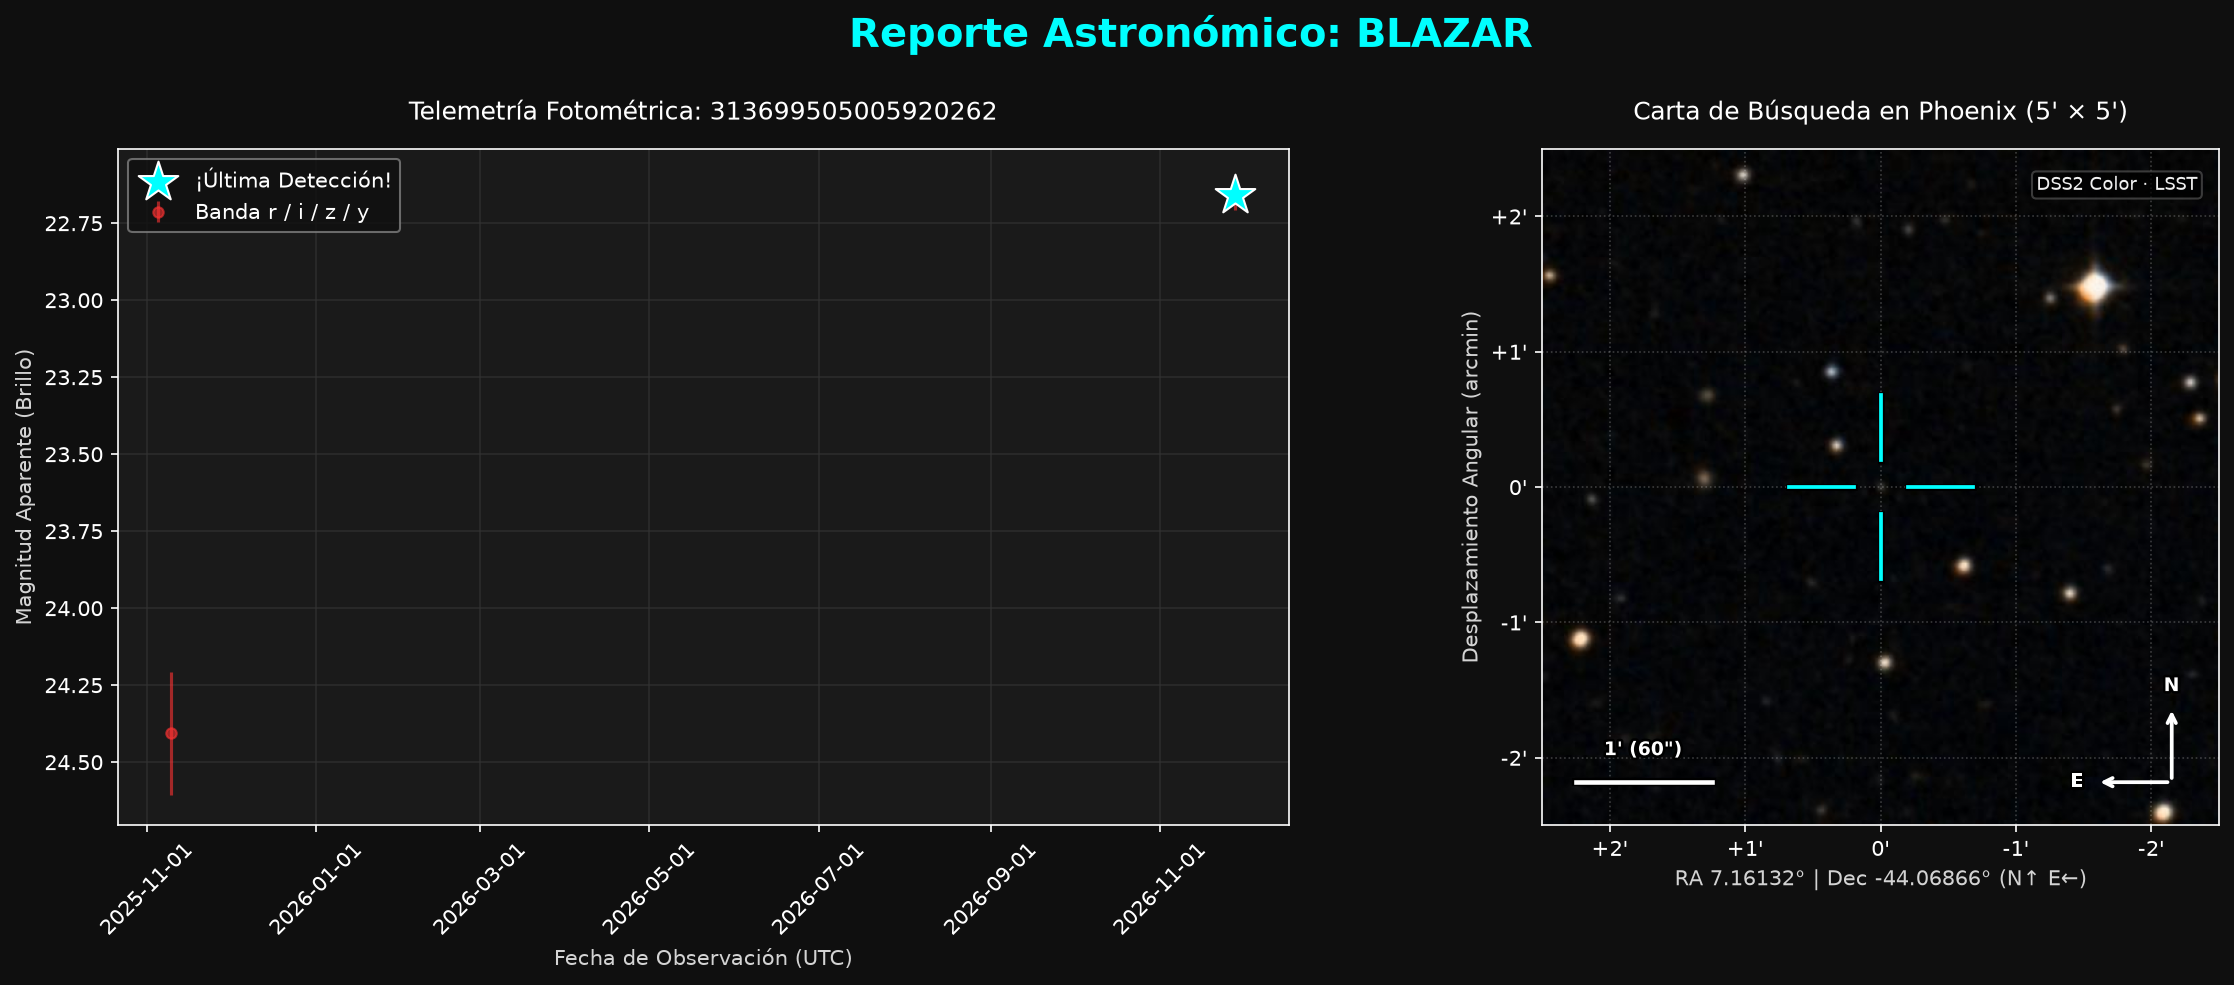 Reporte Astronómico: BLAZAR
Telemetría Fotométrica: 313699505005920262
¡Última Detección!
Banda r / i / z / y
Magnitud Aparente (Brillo)
22.75
23.00
23.25
23.50
23.75
24.00
24.25
24.50
2025-11-01
2026-01-01
2026-03-01
2026-05-01
2026-07-01
2026-09-01
2026-11-01
Fecha de Observación (UTC)
Carta de Búsqueda en Phoenix (5' × 5')
DSS2 Color · LSST
Desplazamiento Angular (arcmin)
+2'
+1'
0'
-1'
-2'
N
E
1' (60")
+2'
+1'
0'
-1'
-2'
RA 7.16132° | Dec -44.06866° (N↑ E←)